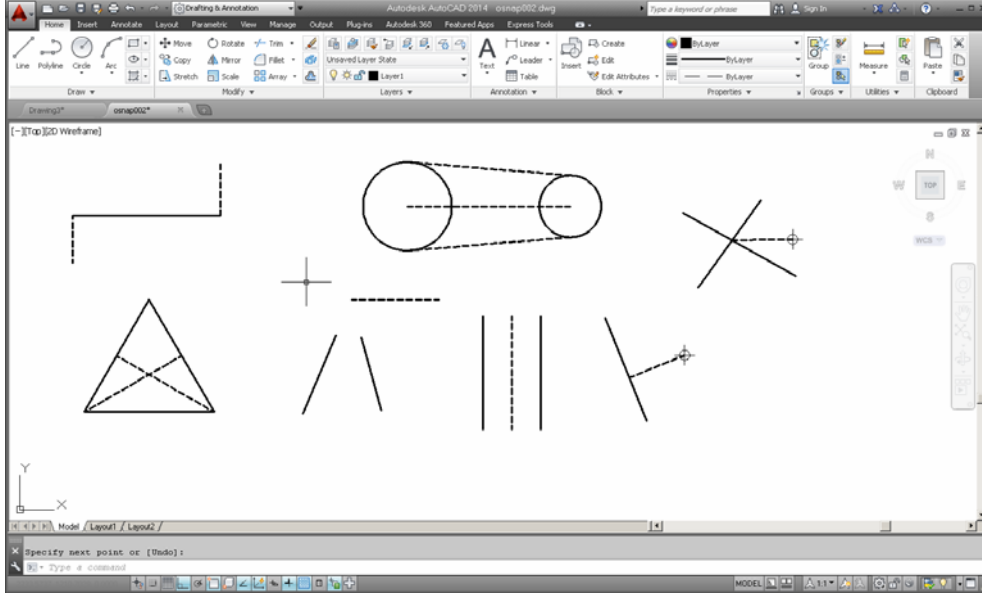 Drafting & Annotation
Autodesk AutoCAD 2014 osnap002.dwg
Type a keyword or phrase
Sign In
Home Insert Annotate Layout Parametric View Manage Output Plug-ins Autodesk 360 Featured Apps Express Tools
Move Rotate Trim
Unsaved Layer State
Linear
Create
ByLayer
Line Polyline Circle Arc
Copy Mirror Fillet
Text
Leader
Insert
Edit
ByLayer
Group
Measure
Paste
Stretch Scale Array
Layer1
Table
Edit Attributes
ByLayer
Draw Modify Layers Annotation Block Properties Groups Utilities Clipboard
Drawing3* osnap002*
[-][Top][2D Wireframe]
N
W TOP E
S
WCS
Y
X
Model Layout1 Layout2
Specify next point or [Undo]:
Type a command
MODEL
1:1